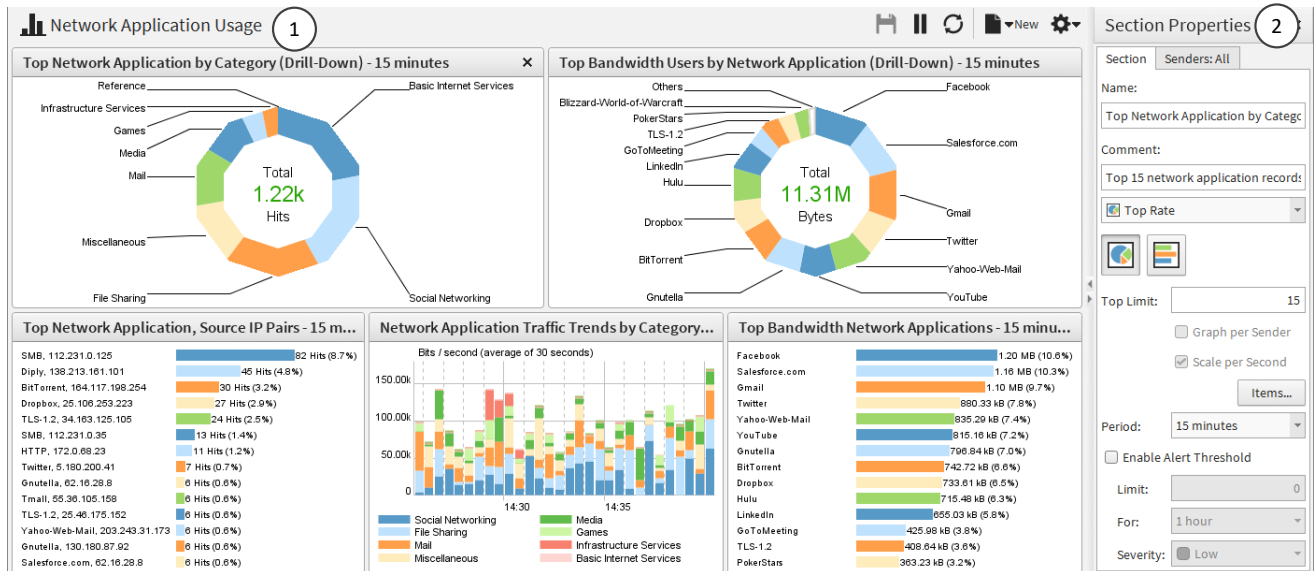 Network Application Usage
1
New
Section Properties
2
Top Network Application by Category (Drill-Down) - 15 minutes
×
Reference
Infrastructure Services
Games
Media
Mail
Miscellaneous
File Sharing
Basic Internet Services
Social Networking
Total
1.22k
Hits
Top Bandwidth Users by Network Application (Drill-Down) - 15 minutes
Others
Blizzard-World-of-Warcraft
PokerStars
TLS-1.2
GoToMeeting
LinkedIn
Hulu
Dropbox
BitTorrent
Gnutella
Facebook
Salesforce.com
Gmail
Twitter
Yahoo-Web-Mail
YouTube
Total
11.31M
Bytes
Top Network Application, Source IP Pairs - 15 m...
SMB, 112.231.0.125 82 Hits (8.7%)
Diply, 138.213.161.101 45 Hits (4.8%)
BitTorrent, 164.117.198.254 30 Hits (3.2%)
Dropbox, 25.106.253.223 27 Hits (2.9%)
TLS-1.2, 34.163.125.105 24 Hits (2.5%)
SMB, 112.231.0.35 13 Hits (1.4%)
HTTP, 172.0.68.23 11 Hits (1.2%)
Twitter, 5.180.200.41 7 Hits (0.7%)
Gnutella, 62.16.28.8 6 Hits (0.6%)
Tmall, 55.36.105.158 6 Hits (0.6%)
TLS-1.2, 25.46.175.152 6 Hits (0.6%)
Yahoo-Web-Mail, 203.243.31.173 6 Hits (0.6%)
Gnutella, 130.180.87.92 6 Hits (0.6%)
Salesforce.com, 62.16.28.8 6 Hits (0.6%)
Network Application Traffic Trends by Category...
Bits / second (average of 30 seconds)
150.00k
100.00k
50.00k
0
14:30 14:35
Social Networking
File Sharing
Mail
Miscellaneous
Media
Games
Infrastructure Services
Basic Internet Services
Top Bandwidth Network Applications - 15 minu...
Facebook 1.20 MB (10.6%)
Salesforce.com 1.16 MB (10.3%)
Gmail 1.10 MB (9.7%)
Twitter 880.33 kB (7.8%)
Yahoo-Web-Mail 835.29 kB (7.4%)
YouTube 815.16 kB (7.2%)
Gnutella 796.84 kB (7.0%)
BitTorrent 742.72 kB (6.6%)
Dropbox 733.61 kB (6.5%)
Hulu 715.48 kB (6.3%)
LinkedIn 655.03 kB (5.8%)
GoToMeeting 425.98 kB (3.8%)
TLS-1.2 408.64 kB (3.6%)
PokerStars 363.23 kB (3.2%)
Section
Senders: All
Name:
Top Network Application by Catego
Comment:
Top 15 network application records
Top Rate
Top Limit: 15
Graph per Sender
Scale per Second
Items...
Period: 15 minutes
Enable Alert Threshold
Limit: 0
For: 1 hour
Severity: Low